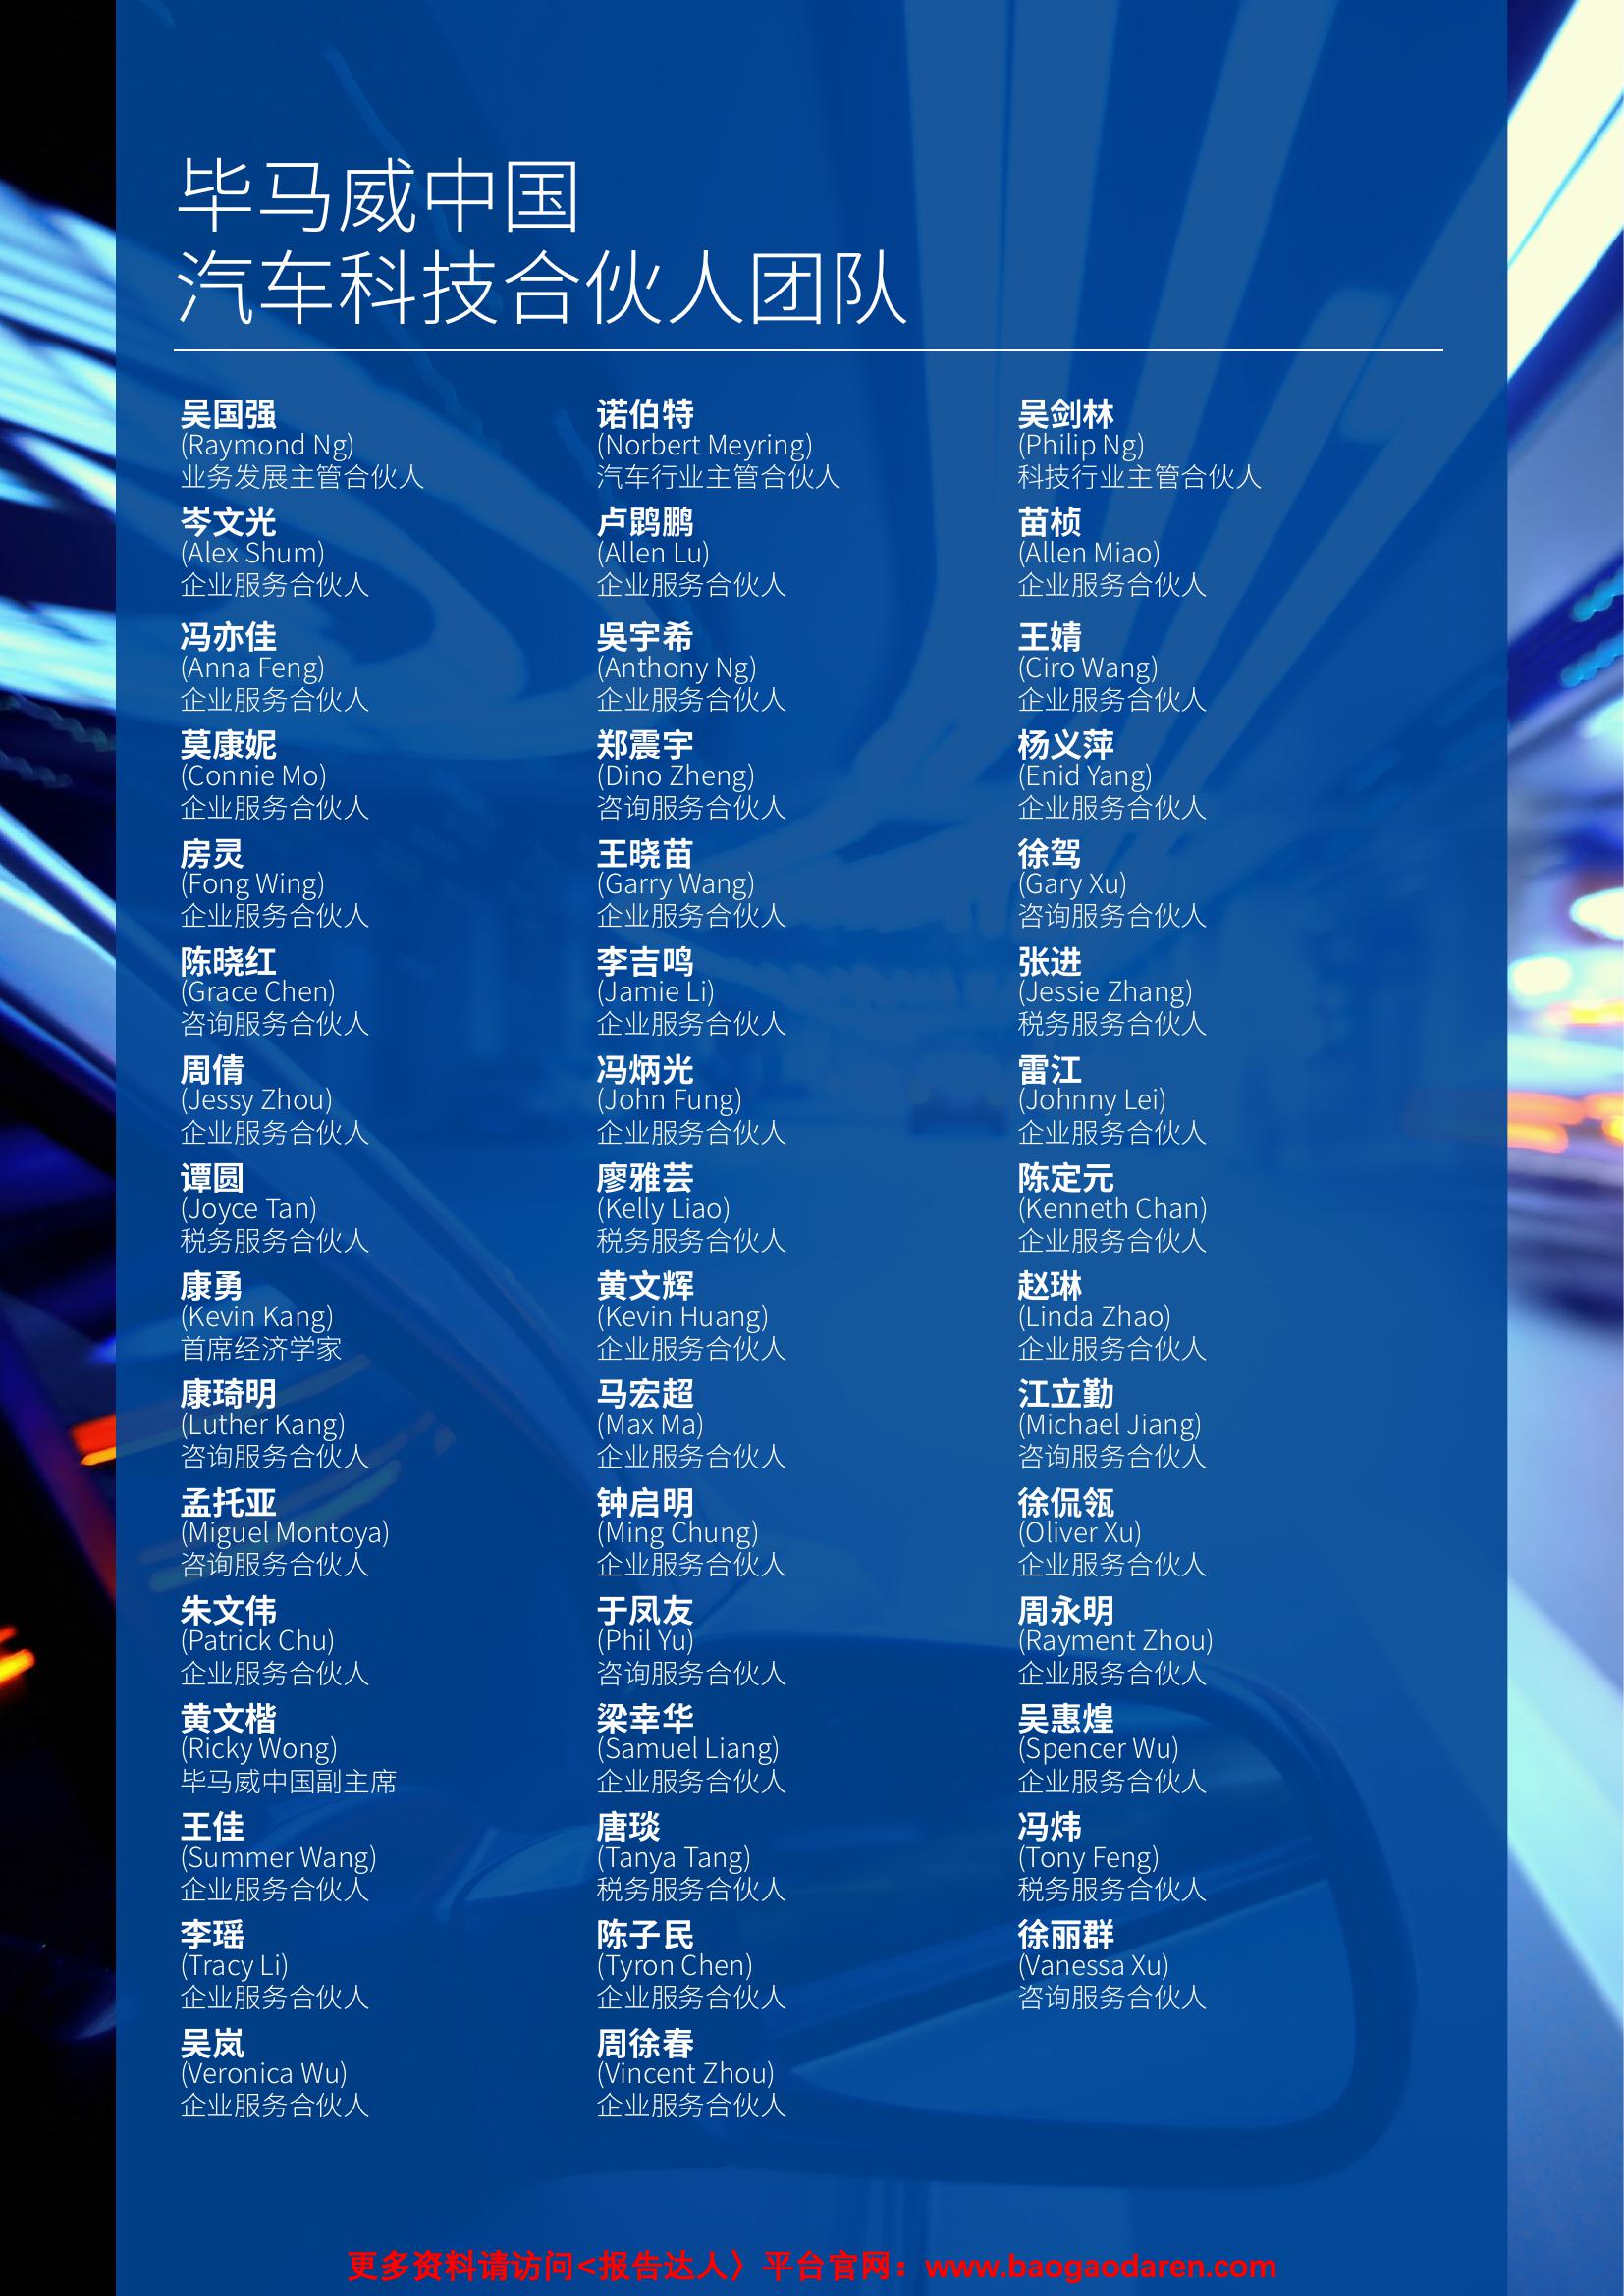 毕马威中国
汽车科技合伙人团队
吴国强
(Raymond Ng)
业务发展主管合伙人
诺伯特
(Norbert Meyring)
汽车行业主管合伙人
吴剑林
(Philip Ng)
科技行业主管合伙人
岑文光
(Alex Shum)
企业服务合伙人
卢鹍鹏
(Allen Lu)
企业服务合伙人
苗桢
(Allen Miao)
企业服务合伙人
冯亦佳
(Anna Feng)
企业服务合伙人
吳宇希
(Anthony Ng)
企业服务合伙人
王婧
(Ciro Wang)
企业服务合伙人
莫康妮
(Connie Mo)
企业服务合伙人
郑震宇
(Dino Zheng)
咨询服务合伙人
杨义萍
(Enid Yang)
企业服务合伙人
房灵
(Fong Wing)
企业服务合伙人
王晓苗
(Garry Wang)
企业服务合伙人
徐驾
(Gary Xu)
咨询服务合伙人
陈晓红
(Grace Chen)
咨询服务合伙人
李吉鸣
(Jamie Li)
企业服务合伙人
张进
(Jessie Zhang)
税务服务合伙人
周倩
(Jessy Zhou)
企业服务合伙人
冯炳光
(John Fung)
企业服务合伙人
雷江
(Johnny Lei)
企业服务合伙人
谭圆
(Joyce Tan)
税务服务合伙人
廖雅芸
(Kelly Liao)
税务服务合伙人
陈定元
(Kenneth Chan)
企业服务合伙人
康勇
(Kevin Kang)
首席经济学家
黄文辉
(Kevin Huang)
企业服务合伙人
赵琳
(Linda Zhao)
企业服务合伙人
康琦明
(Luther Kang)
咨询服务合伙人
马宏超
(Max Ma)
企业服务合伙人
江立勤
(Michael Jiang)
咨询服务合伙人
孟托亚
(Miguel Montoya)
咨询服务合伙人
钟启明
(Ming Chung)
企业服务合伙人
徐侃瓴
(Oliver Xu)
企业服务合伙人
朱文伟
(Patrick Chu)
企业服务合伙人
于凤友
(Phil Yu)
咨询服务合伙人
周永明
(Rayment Zhou)
企业服务合伙人
黄文楷
(Ricky Wong)
毕马威中国副主席
梁幸华
(Samuel Liang)
企业服务合伙人
吴惠煌
(Spencer Wu)
企业服务合伙人
王佳
(Summer Wang)
企业服务合伙人
唐琰
(Tanya Tang)
税务服务合伙人
冯炜
(Tony Feng)
税务服务合伙人
李瑶
(Tracy Li)
企业服务合伙人
陈子民
(Tyron Chen)
企业服务合伙人
徐丽群
(Vanessa Xu)
咨询服务合伙人
吴岚
(Veronica Wu)
企业服务合伙人
周徐春
(Vincent Zhou)
企业服务合伙人
更多资料请访问<报告达人〉平台官网：www.baogaodaren.com